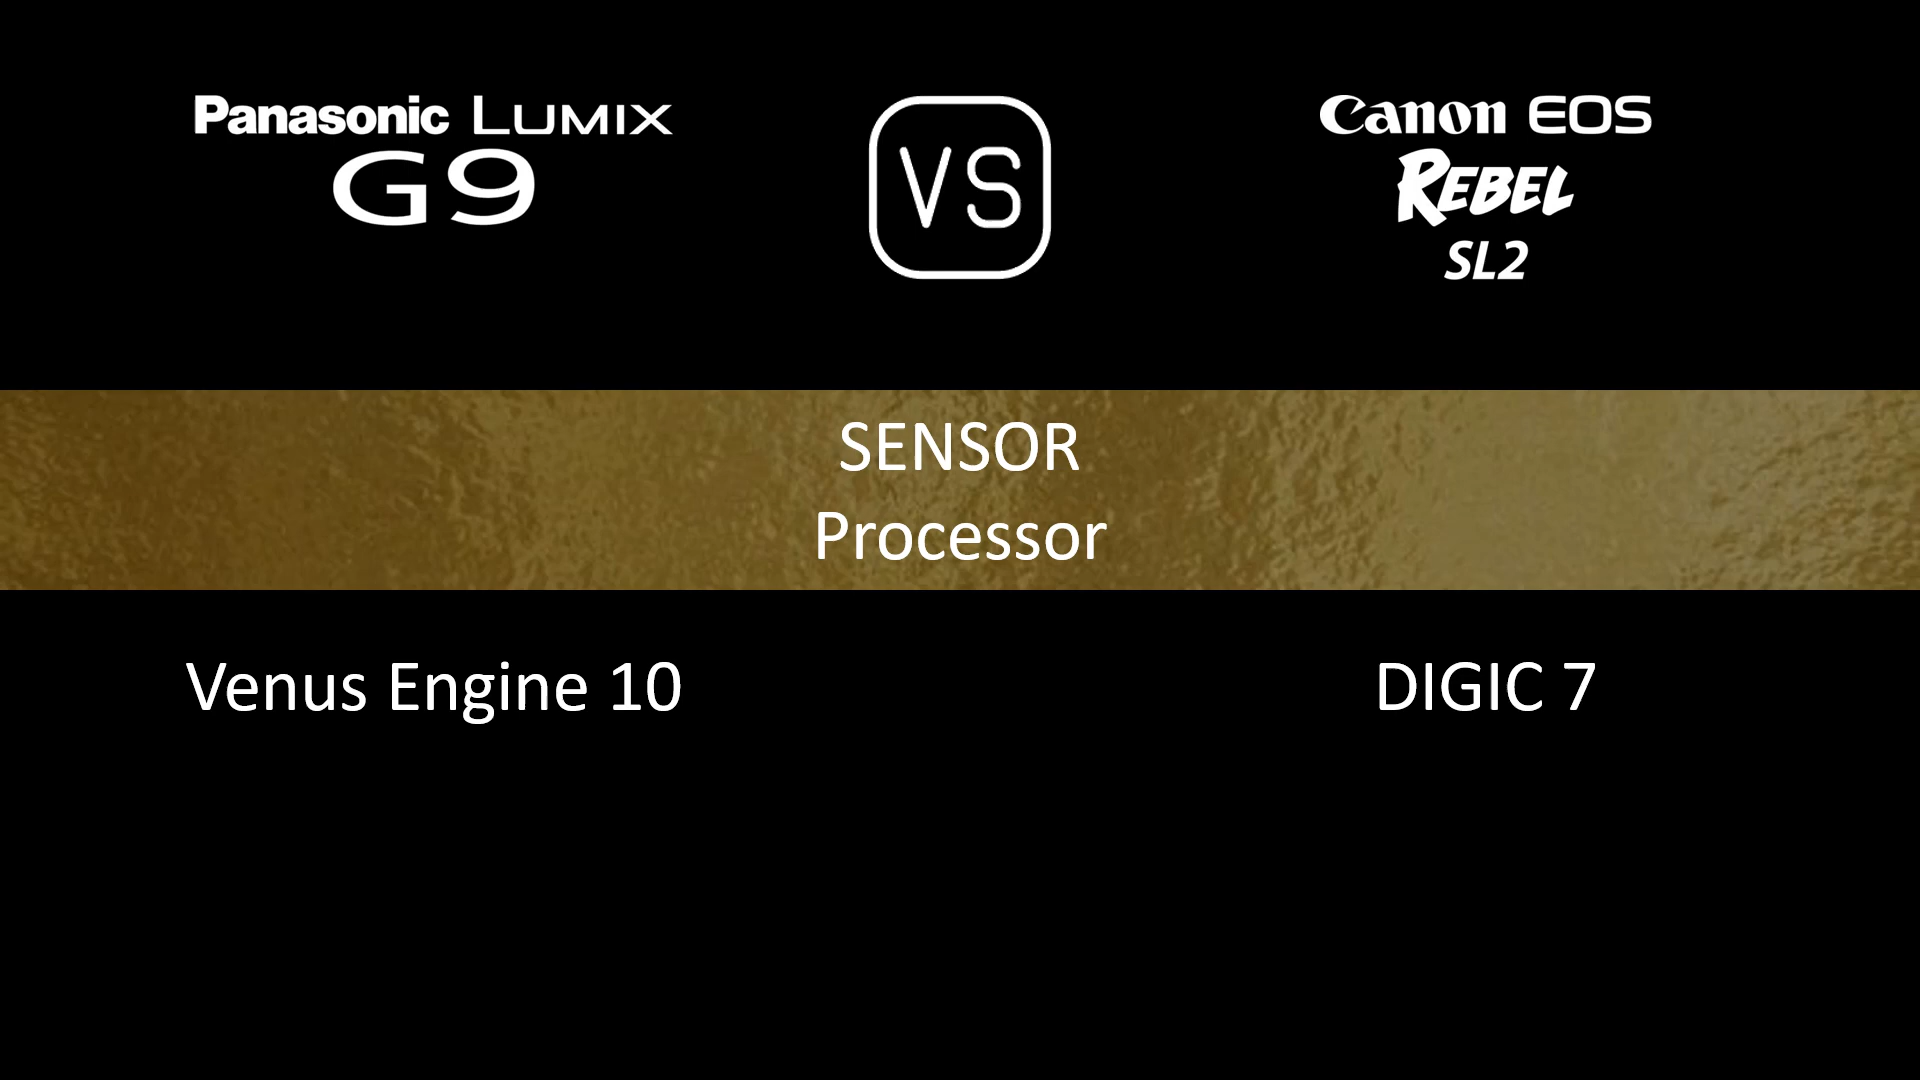 Panasonic LUMIX
G9
VS
Canon EOS
REBEL
SL2
SENSOR
Processor
Venus Engine 10
DIGIC 7